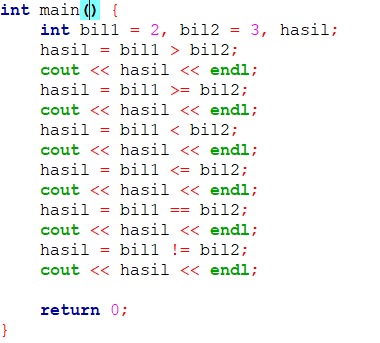 int main() {
    int bil1 = 2, bil2 = 3, hasil;
    hasil = bil1 > bil2;
    cout << hasil << endl;
    hasil = bil1 >= bil2;
    cout << hasil << endl;
    hasil = bil1 < bil2;
    cout << hasil << endl;
    hasil = bil1 <= bil2;
    cout << hasil << endl;
    hasil = bil1 == bil2;
    cout << hasil << endl;
    hasil = bil1 != bil2;
    cout << hasil << endl;

    return 0;
}